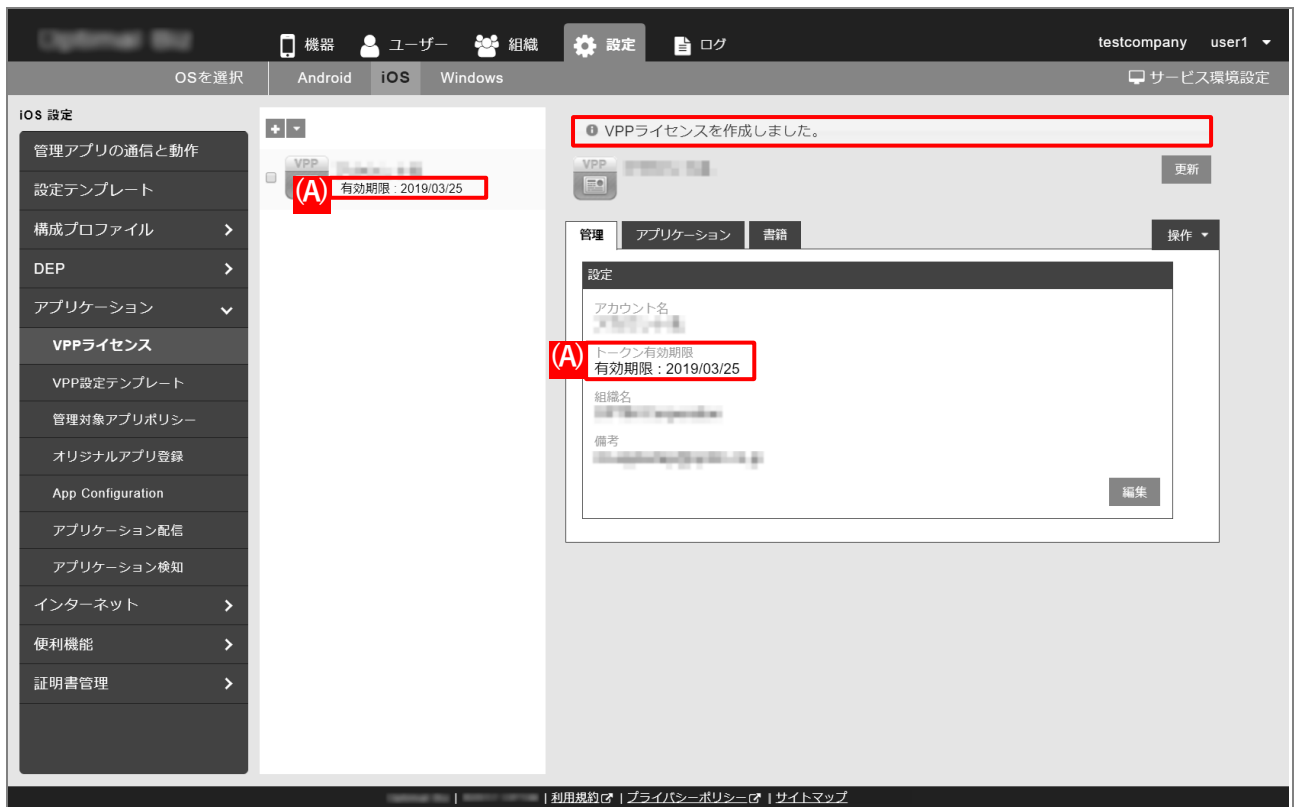 機器 ユーザー 組織 設定 ログ testcompany user1
OSを選択 Android iOS Windows サービス環境設定
iOS 設定
管理アプリの通信と動作
設定テンプレート
構成プロファイル
DEP
アプリケーション
VPPライセンス
VPP設定テンプレート
管理対象アプリポリシー
オリジナルアプリ登録
App Configuration
アプリケーション配信
アプリケーション検知
インターネット
便利機能
証明書管理
VPP
(A) 有効期限 : 2019/03/25
VPPライセンスを作成しました。
VPP
更新
管理 アプリケーション 書籍 操作
設定
アカウント名
(A) トークン有効期限
有効期限 : 2019/03/25
組織名
備考
編集
| | 利用規約 | プライバシーポリシー | サイトマップ